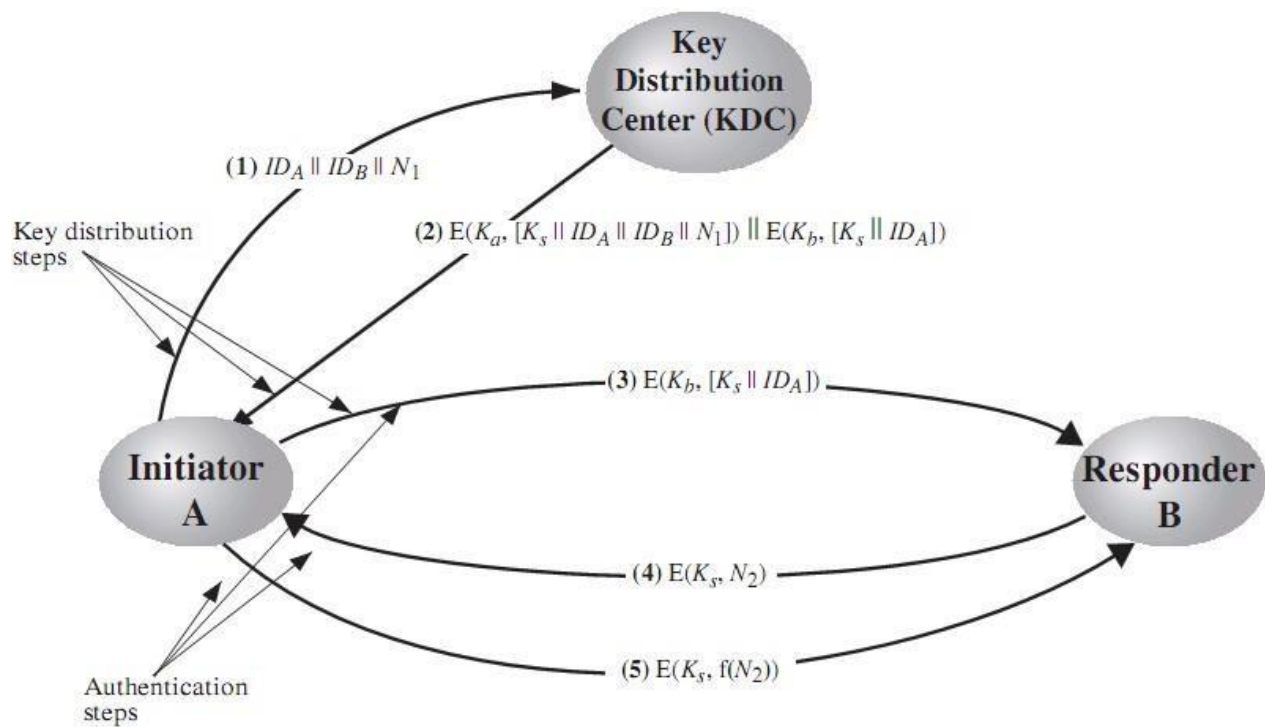 Key
Distribution
Center (KDC)
(1) ID_A || ID_B || N_1
Key distribution
steps
(2) E(K_a, [K_s || ID_A || ID_B || N_1]) || E(K_b, [K_s || ID_A])
(3) E(K_b, [K_s || ID_A])
Initiator
A
Responder
B
(4) E(K_s, N_2)
(5) E(K_s, f(N_2))
Authentication
steps